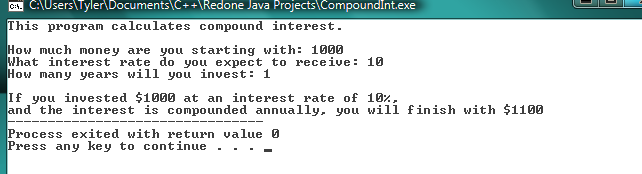 C:\Users\Tyler\Documents\C++\Redone Java Projects\CompoundInt.exe
This program calculates compound interest.
How much money are you starting with: 1000
What interest rate do you expect to receive: 10
How many years will you invest: 1
If you invested $1000 at an interest rate of 10%,
and the interest is compounded annually, you will finish with $1100
--------------------------------
Process exited with return value 0
Press any key to continue . . . _